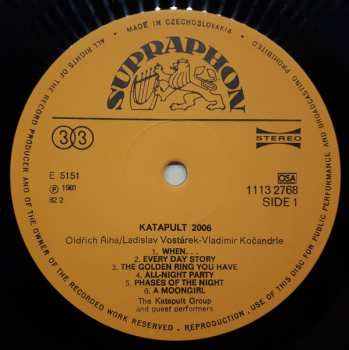 MADE IN CZECHOSLOVAKIA
ALL RIGHTS OF THE RECORD PRODUCER AND OF THE OWNER OF THE RECORDED WORK RESERVED. REPRODUCTION, USE OF THIS DISC FOR PUBLIC PERFORMANCE AND BROADCASTING PROHIBITED
SUPRAPHON
33
STEREO
E 5151
OSA
℗ 1981
1113 2768
82 2
SIDE 1
KATAPULT 2006
Oldřich Říha/Ladislav Vostárek-Vladimír Kočandrle
1. WHEN...
2. EVERY DAY STORY
3. THE GOLDEN RING YOU HAVE
4. ALL-NIGHT PARTY
5. PHASES OF THE NIGHT
6. A MOONGIRL
The Katapult Group
and guest performers